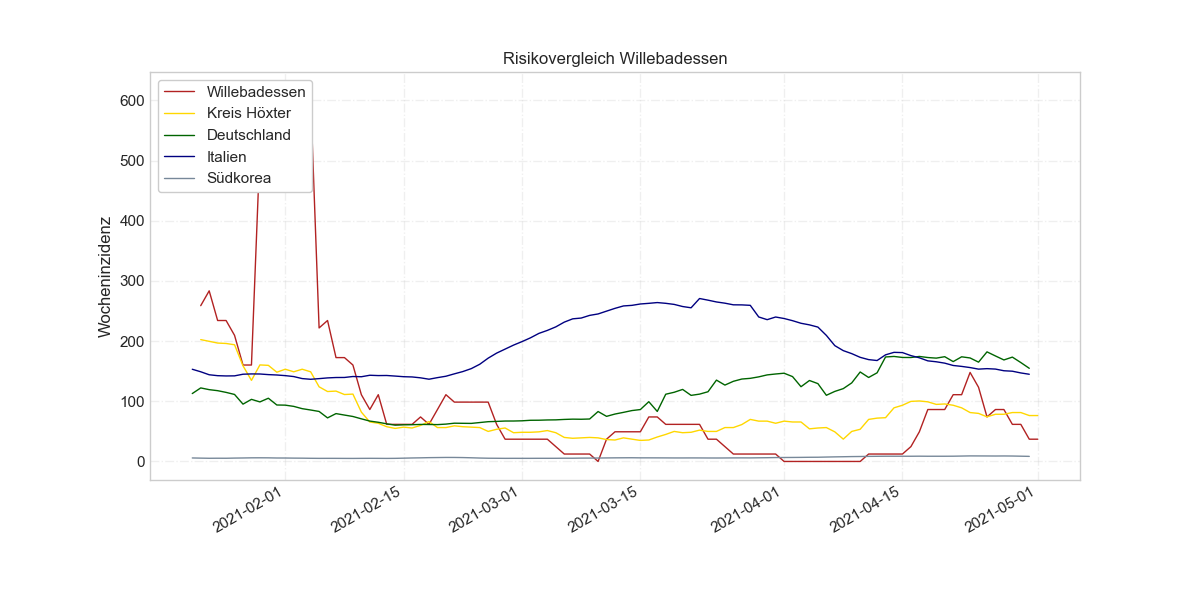 Risikovergleich Willebadessen
Willebadessen
Kreis Höxter
Deutschland
Italien
Südkorea
Wocheninzidenz
600
500
400
300
200
100
0
2021-02-01
2021-02-15
2021-03-01
2021-03-15
2021-04-01
2021-04-15
2021-05-01